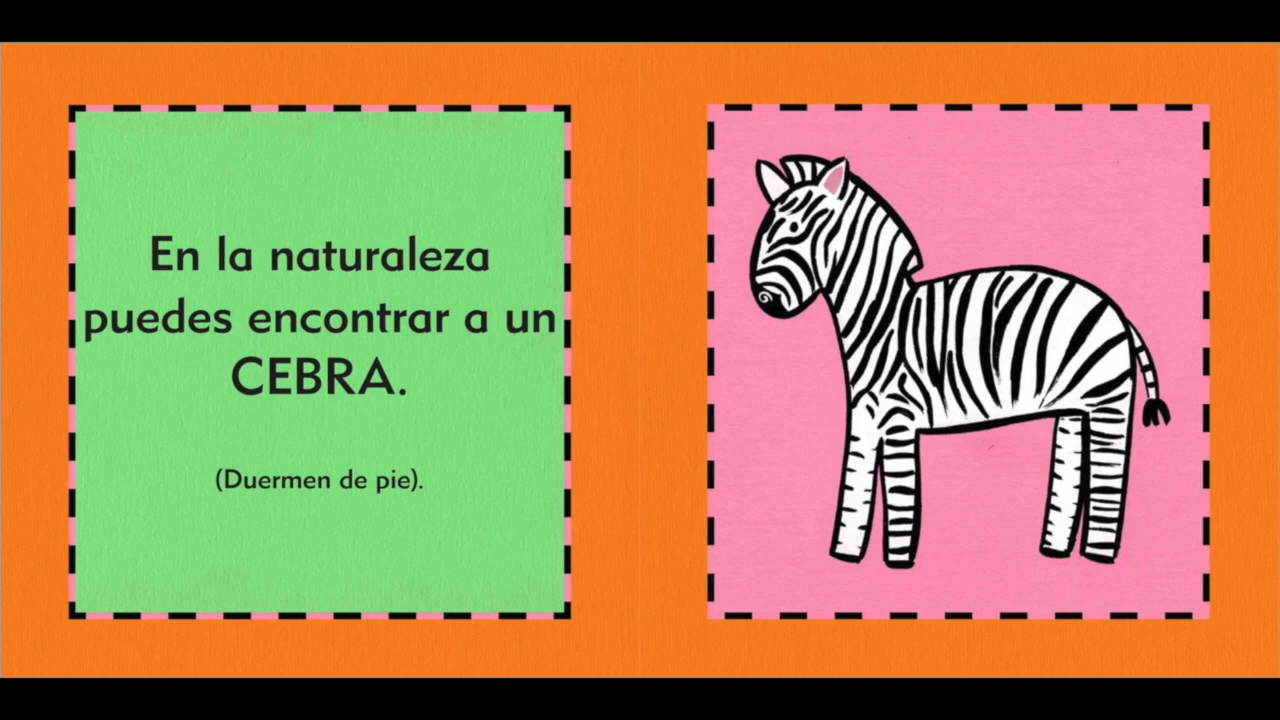 En la naturaleza
puedes encontrar a un
CEBRA.
(Duermen de pie).